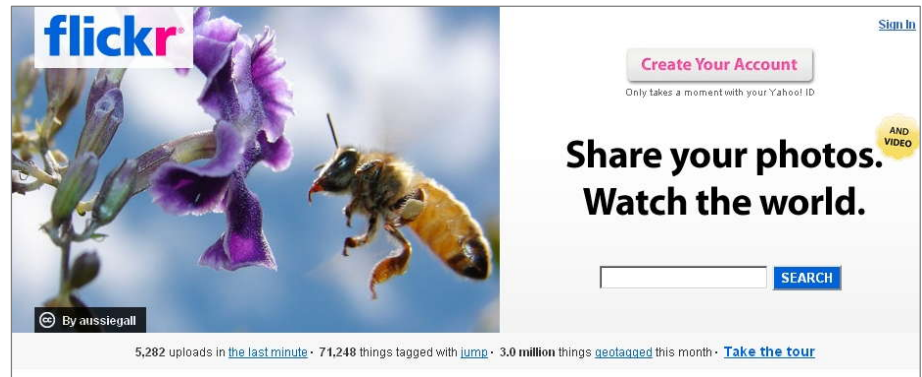 flickr
Sign In
Create Your Account
Only takes a moment with your Yahoo! ID
AND
VIDEO
Share your photos.
Watch the world.
SEARCH
cc By aussiegall
5,282 uploads in the last minute · 71,248 things tagged with jump · 3.0 million things geotagged this month · Take the tour